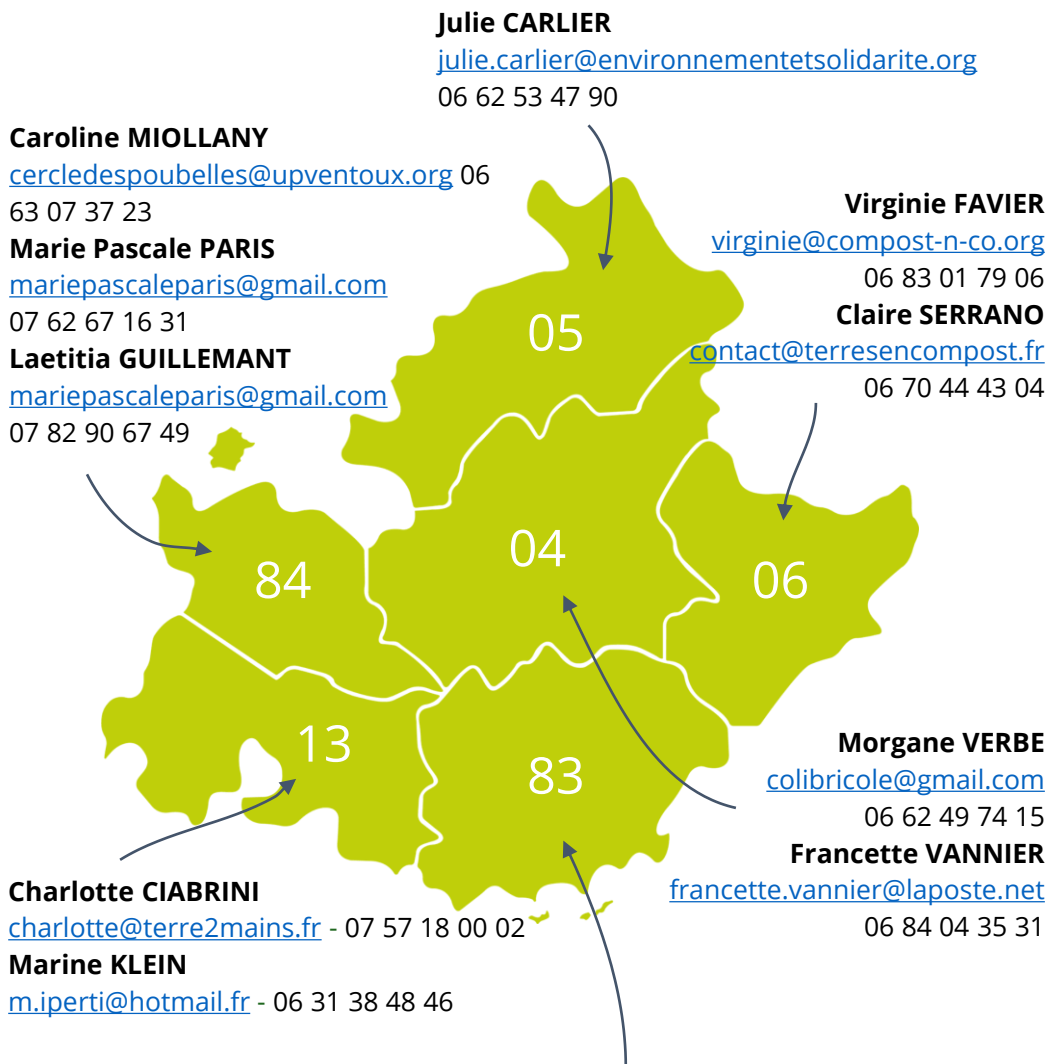 Julie CARLIER
julie.carlier@environnementetsolidarite.org
06 62 53 47 90
Caroline MIOLLANY
cercledespoubelles@upventoux.org 06
63 07 37 23
Marie Pascale PARIS
mariepascaleparis@gmail.com
07 62 67 16 31
Laetitia GUILLEMANT
mariepascaleparis@gmail.com
07 82 90 67 49
Virginie FAVIER
virginie@compost-n-co.org
06 83 01 79 06
Claire SERRANO
contact@terresencompost.fr
06 70 44 43 04
05
04
84
06
13
83
Morgane VERBE
colibricole@gmail.com
06 62 49 74 15
Francette VANNIER
francette.vannier@laposte.net
06 84 04 35 31
Charlotte CIABRINI
charlotte@terre2mains.fr - 07 57 18 00 02
Marine KLEIN
m.iperti@hotmail.fr - 06 31 38 48 46